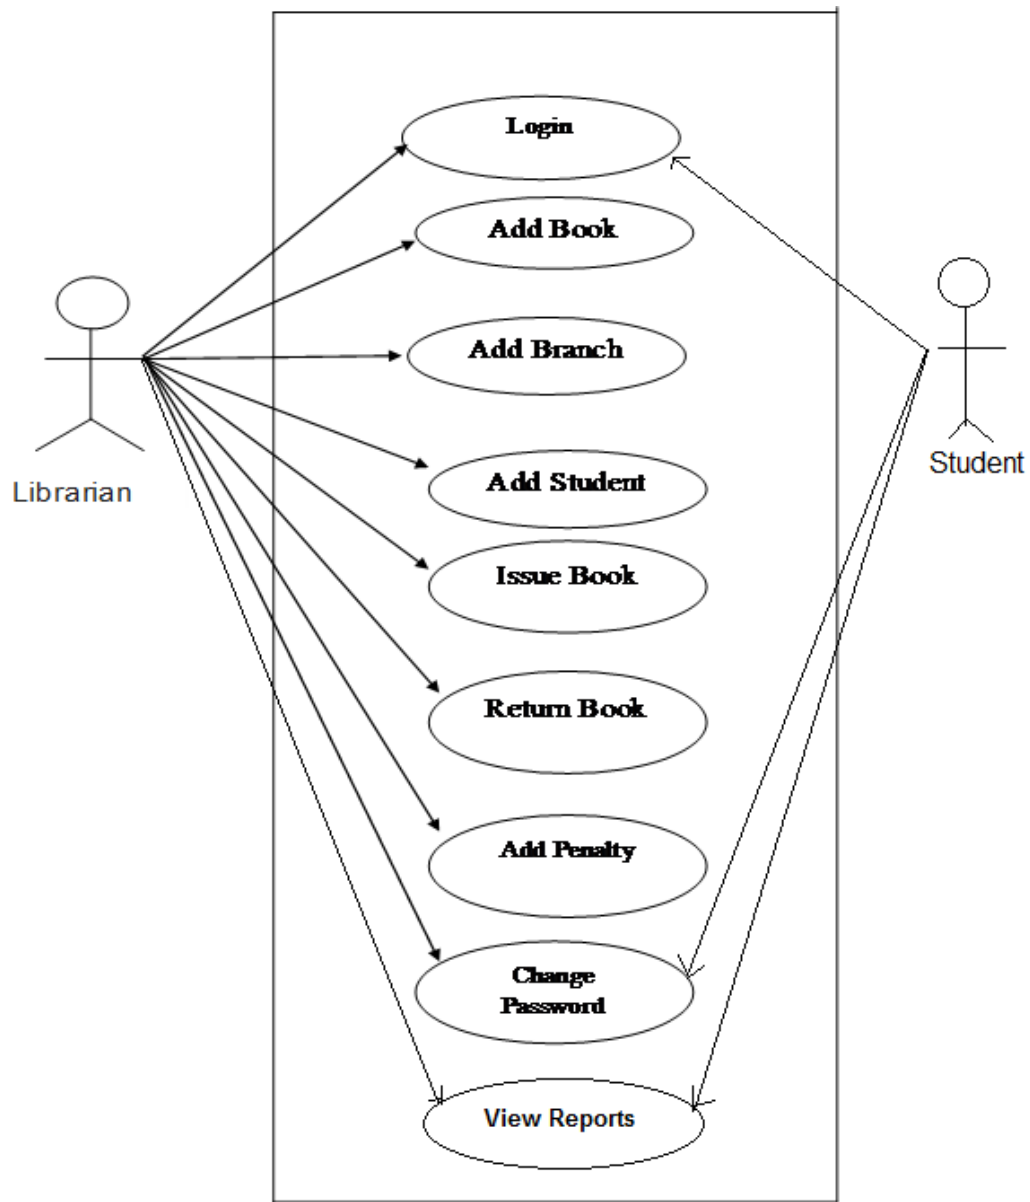 Login
Add Book
Add Branch
Add Student
Issue Book
Return Book
Add Penalty
Change
Password
View Reports
Librarian
Student